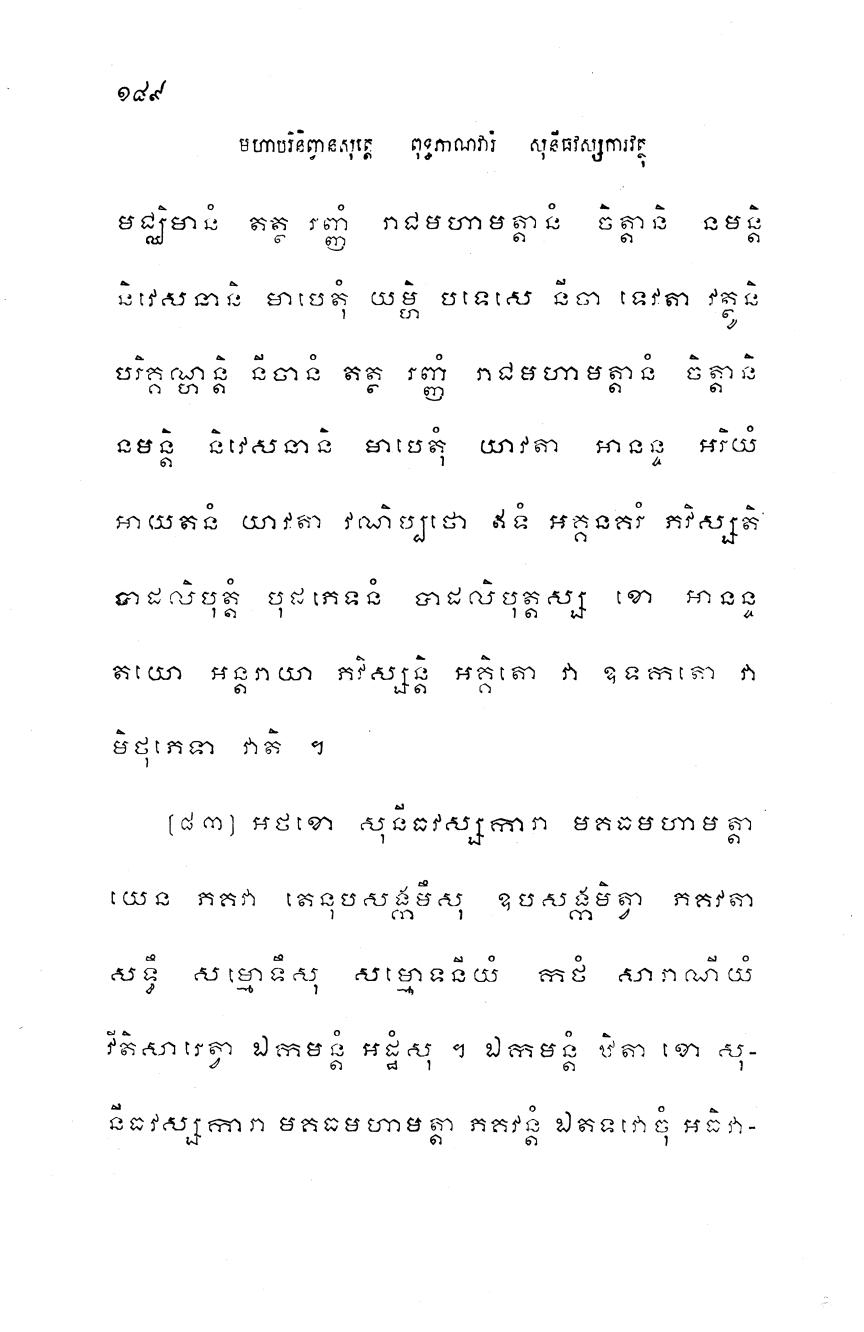 ១៨៩
មហាបរិនិព្វានសុត្តេ ពុទ្ធភាណវារំ សុនីធវស្សការវត្ថុ
មជ្ឈិមានំ តត្ថ រញ្ញំ រាជមហាមត្តានំ ចិត្តានិ នមន្តិ
និវេសនានិ មាបេតុំ យម្ហិ បទេសេ នីចា ទេវតា វត្ថូនិ
បរិគ្គណ្ហន្តិ នីចានំ តត្ថ រញ្ញំ រាជមហាមត្តានំ ចិត្តានិ
នមន្តិ និវេសនានិ មាបេតុំ យាវតា អានន្ទ អរិយំ
អាយតនំ យាវតា វណិប្បថោ ឥទំ អគ្គនគរំ ភវិស្សតិ
បាដលិបុត្តំ បុដភេទនំ បាដលិបុត្តស្ស ខោ អានន្ទ
តយោ អន្តរាយា ភវិស្សន្តិ អគ្គិតោ វា ឧទកតោ វា
មិថុភេទា វាតិ ។
[៨៣] អថខោ សុនីធវស្សការា មគធមហាមត្តា
យេន ភគវា តេនុបសង្កមឹសុ ឧបសង្កមិត្វា ភគវតា
សទ្ធឹ សម្មោទឹសុ សម្មោទនីយំ កថំ សារាណីយំ
វីតិសារេត្វា ឯកមន្តំ អដ្ឋំសុ ។ ឯកមន្តំ ឋិតា ខោ សុ-
នីធវស្សការា មគធមហាមត្តា ភគវន្តំ ឯតទវោចុំ អធិវា-